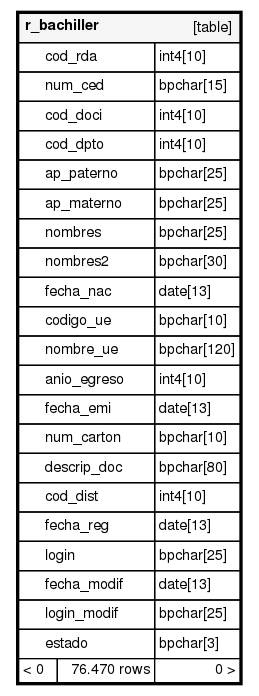 r_bachiller [table]
cod_rda int4[10]
num_ced bpchar[15]
cod_doci int4[10]
cod_dpto int4[10]
ap_paterno bpchar[25]
ap_materno bpchar[25]
nombres bpchar[25]
nombres2 bpchar[30]
fecha_nac date[13]
codigo_ue bpchar[10]
nombre_ue bpchar[120]
anio_egreso int4[10]
fecha_emi date[13]
num_carton bpchar[10]
descrip_doc bpchar[80]
cod_dist int4[10]
fecha_reg date[13]
login bpchar[25]
fecha_modif date[13]
login_modif bpchar[25]
estado bpchar[3]
< 0 76.470 rows 0 >